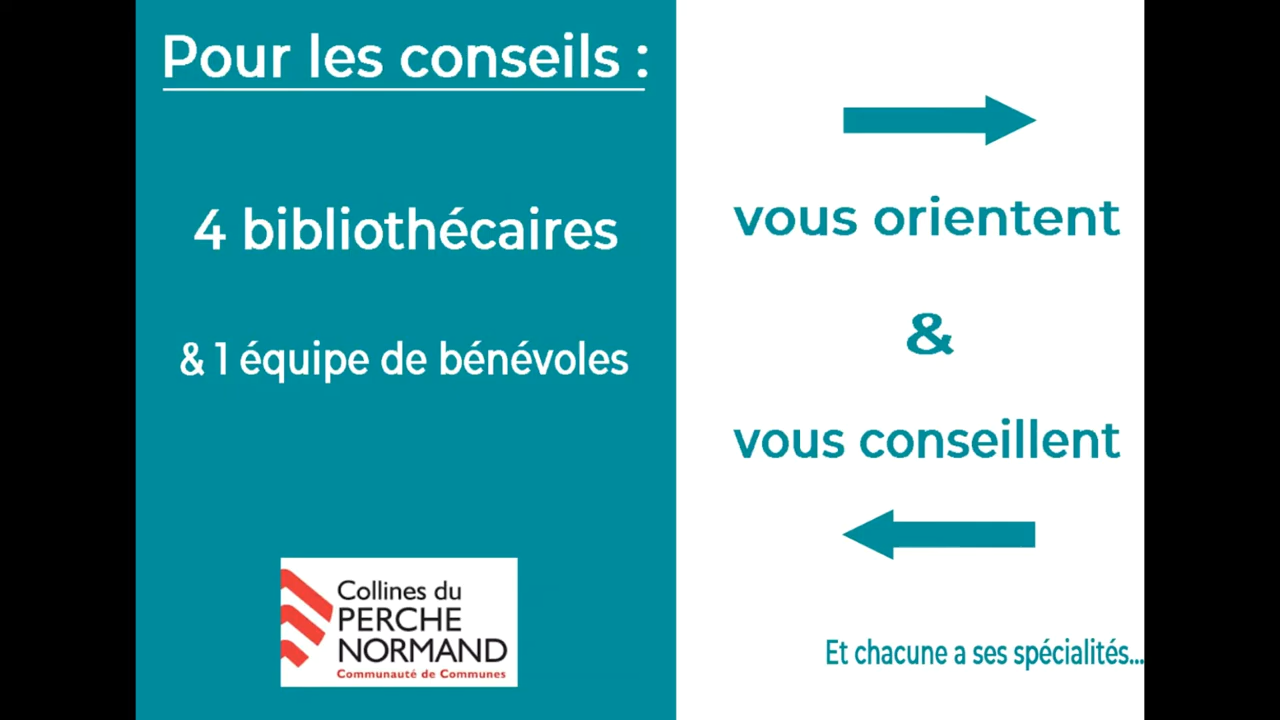 Pour les conseils :
4 bibliothécaires
& 1 équipe de bénévoles
Collines du
PERCHE
NORMAND
Communauté de Communes
vous orientent
&
vous conseillent
Et chacune a ses spécialités...